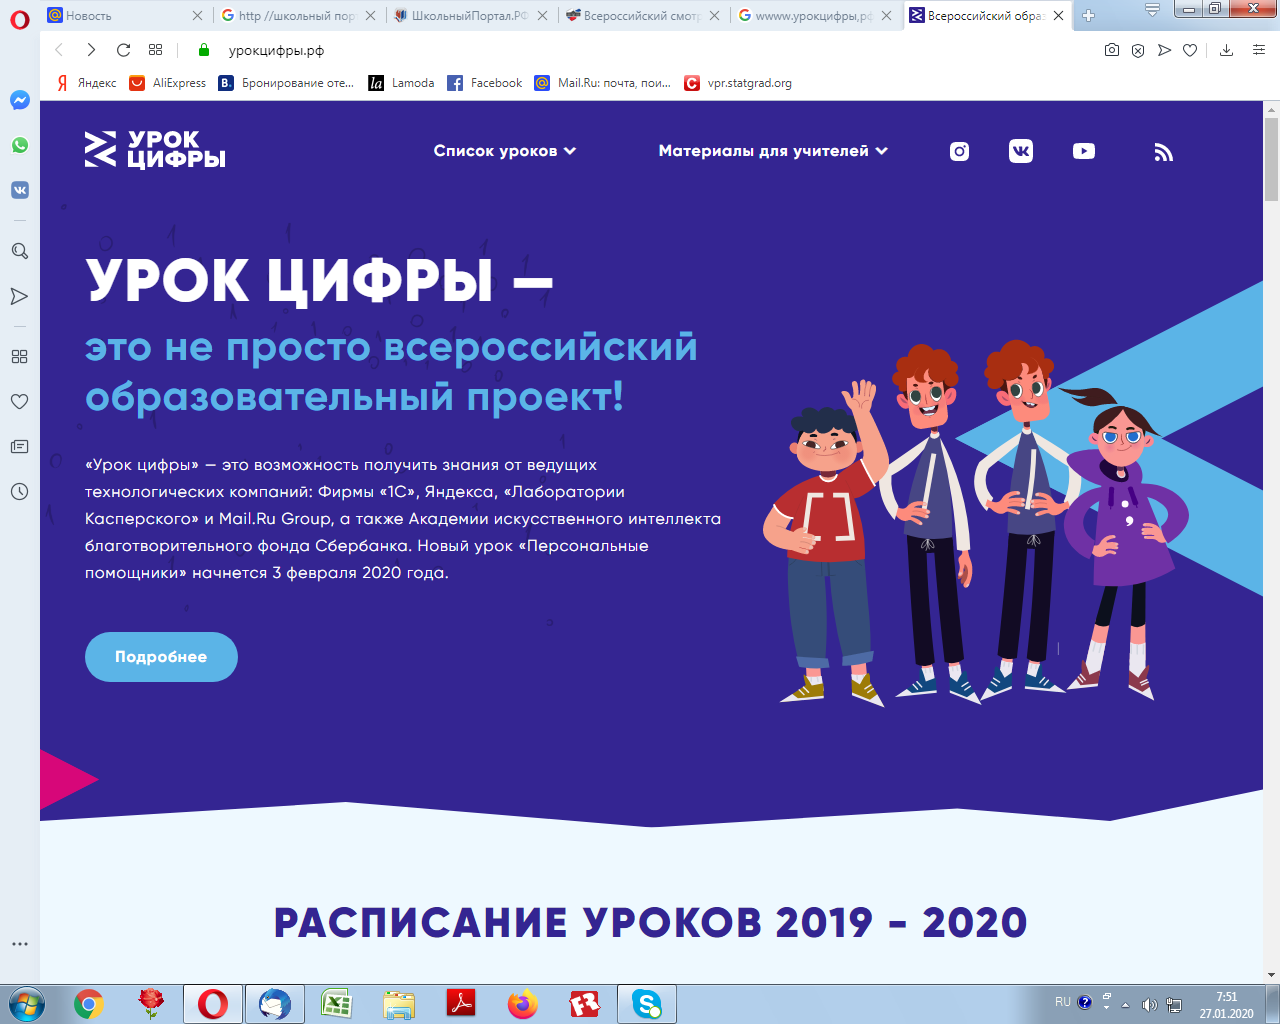 Новость
http //школьный пор
ШкольныйПортал.РФ
Всероссийский смотр
wwww.урокцифры,рф
Всероссийский образ
урокцифры.рф
Яндекс
AliExpress
B.
Бронирование оте...
la
Lamoda
Facebook
Mail.Ru: почта, пои...
C
vpr.statgrad.org
УРОК
ЦИФРЫ
Список уроков
Материалы для учителей
УРОК ЦИФРЫ —
это не просто всероссийский
образовательный проект!
«Урок цифры» — это возможность получить знания от ведущих
технологических компаний: Фирмы «1С», Яндекса, «Лаборатории
Касперского» и Mail.Ru Group, а также Академии искусственного интеллекта
благотворительного фонда Сбербанка. Новый урок «Персональные
помощники» начнется 3 февраля 2020 года.
Подробнее
РАСПИСАНИЕ УРОКОВ 2019 - 2020
RU
7:51
27.01.2020